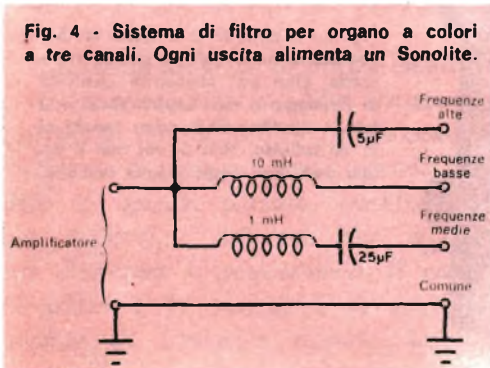 Fig. 4 - Sistema di filtro per organo a colori
a tre canali. Ogni uscita alimenta un Sonolite.
Frequenze
alte
5µF
10 mH
Frequenze
basse
1 mH
Frequenze
medie
25µF
Amplificatore
Comune